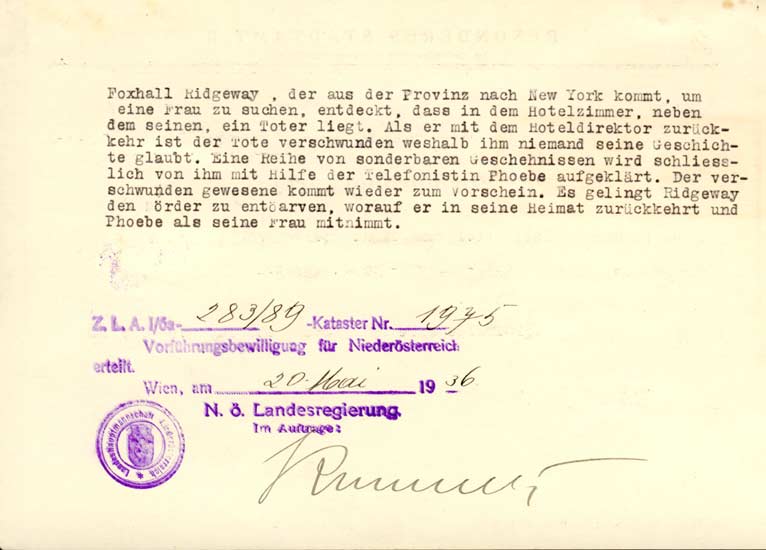 Foxhall Ridgeway , der aus der Provinz nach New York kommt, um
eine Frau zu suchen, entdeckt, dass in dem Hotelzimmer, neben
dem seinen, ein Toter liegt. Als er mit dem Hoteldirektor zurück-
kehr ist der Tote verschwunden weshalb ihm niemand seine Geschich-
te glaubt. Eine Reihe von sonderbaren Geschehnissen wird schliess-
lich von ihm mit Hilfe der Telefonistin Phoebe aufgeklärt. Der ver-
schwunden gewesene kommt wieder zum Vorschein. Es gelingt Ridgeway
den Mörder zu entöarven, worauf er in seine Heimat zurückkehrt und
Phoebe als seine Frau mitnimmt.
Z. L. A. I/6a- 283/89 -Kataster Nr. 1975
Vorführungsbewilligung für Niederösterreich
erteilt.
Wien, am 20. Mai 1936
N. ö. Landesregierung.
Im Auftrage:
Landeshauptmannschaft Niederösterreich